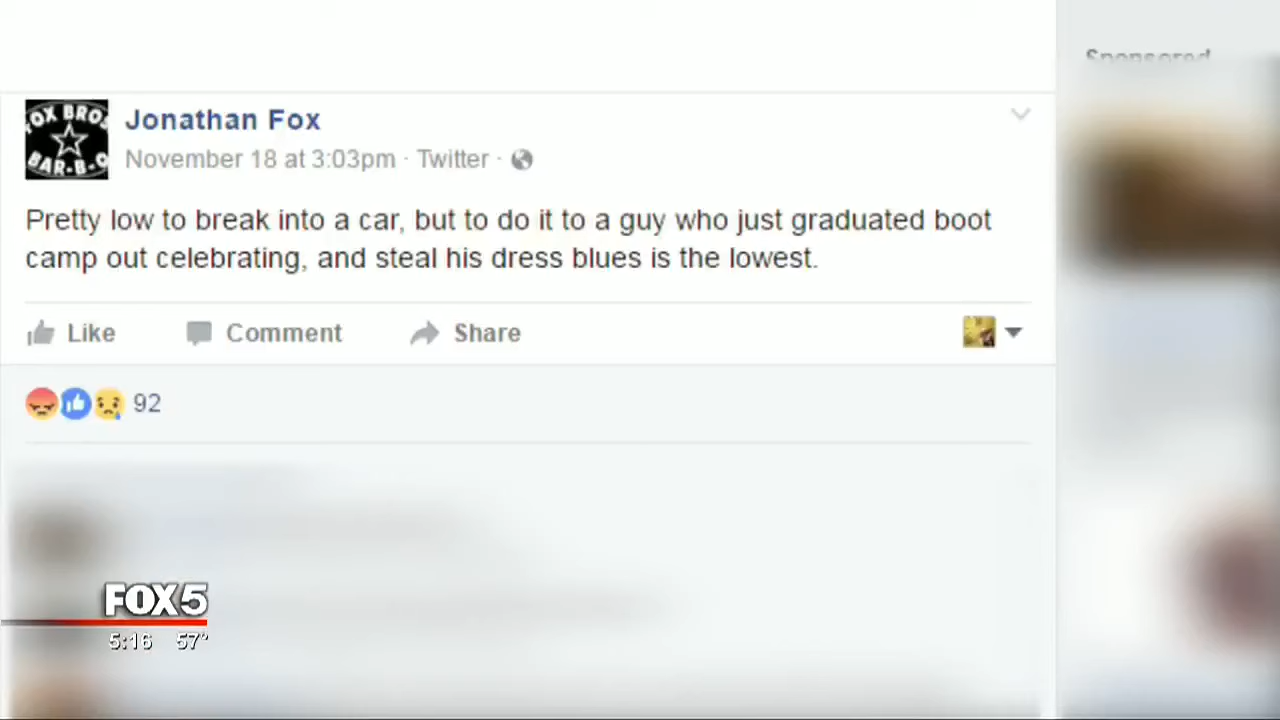 Sponsored
FOX BROS
BAR-B-Q
Jonathan Fox
November 18 at 3:03pm · Twitter ·
Pretty low to break into a car, but to do it to a guy who just graduated boot
camp out celebrating, and steal his dress blues is the lowest.
Like Comment Share
92
FOX 5
5:16 57°